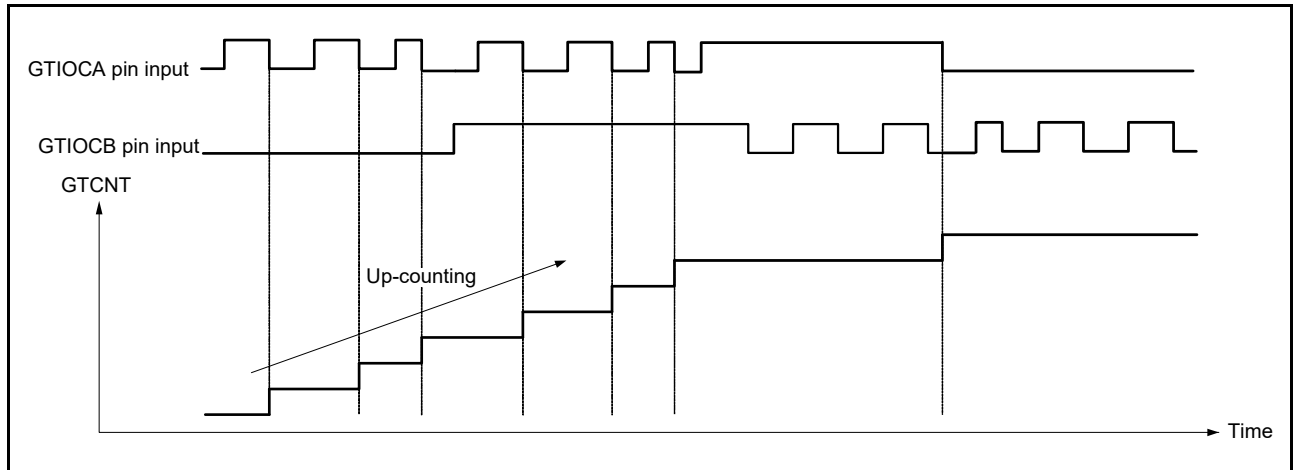 GTIOCA pin input
GTIOCB pin input
GTCNT
Up-counting
Time